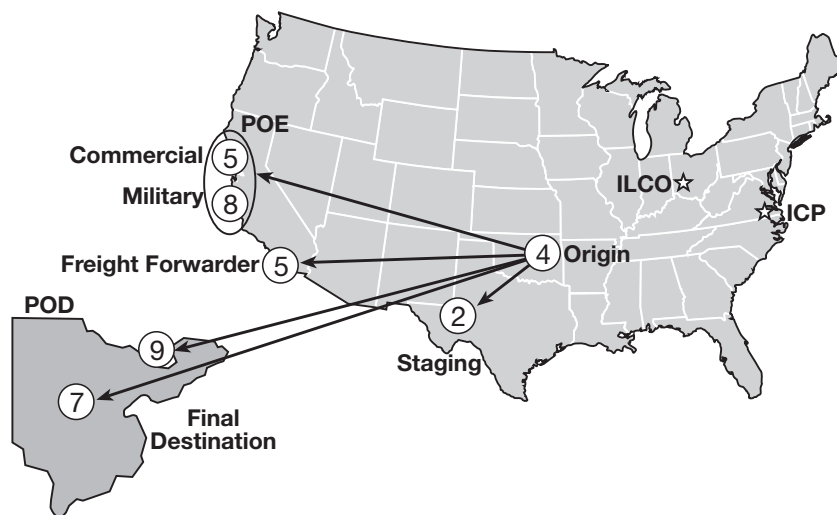 POE
Commercial 5
Military 8
ILCO
ICP
Freight Forwarder 5
4 Origin
2
Staging
POD
9
7
Final
Destination